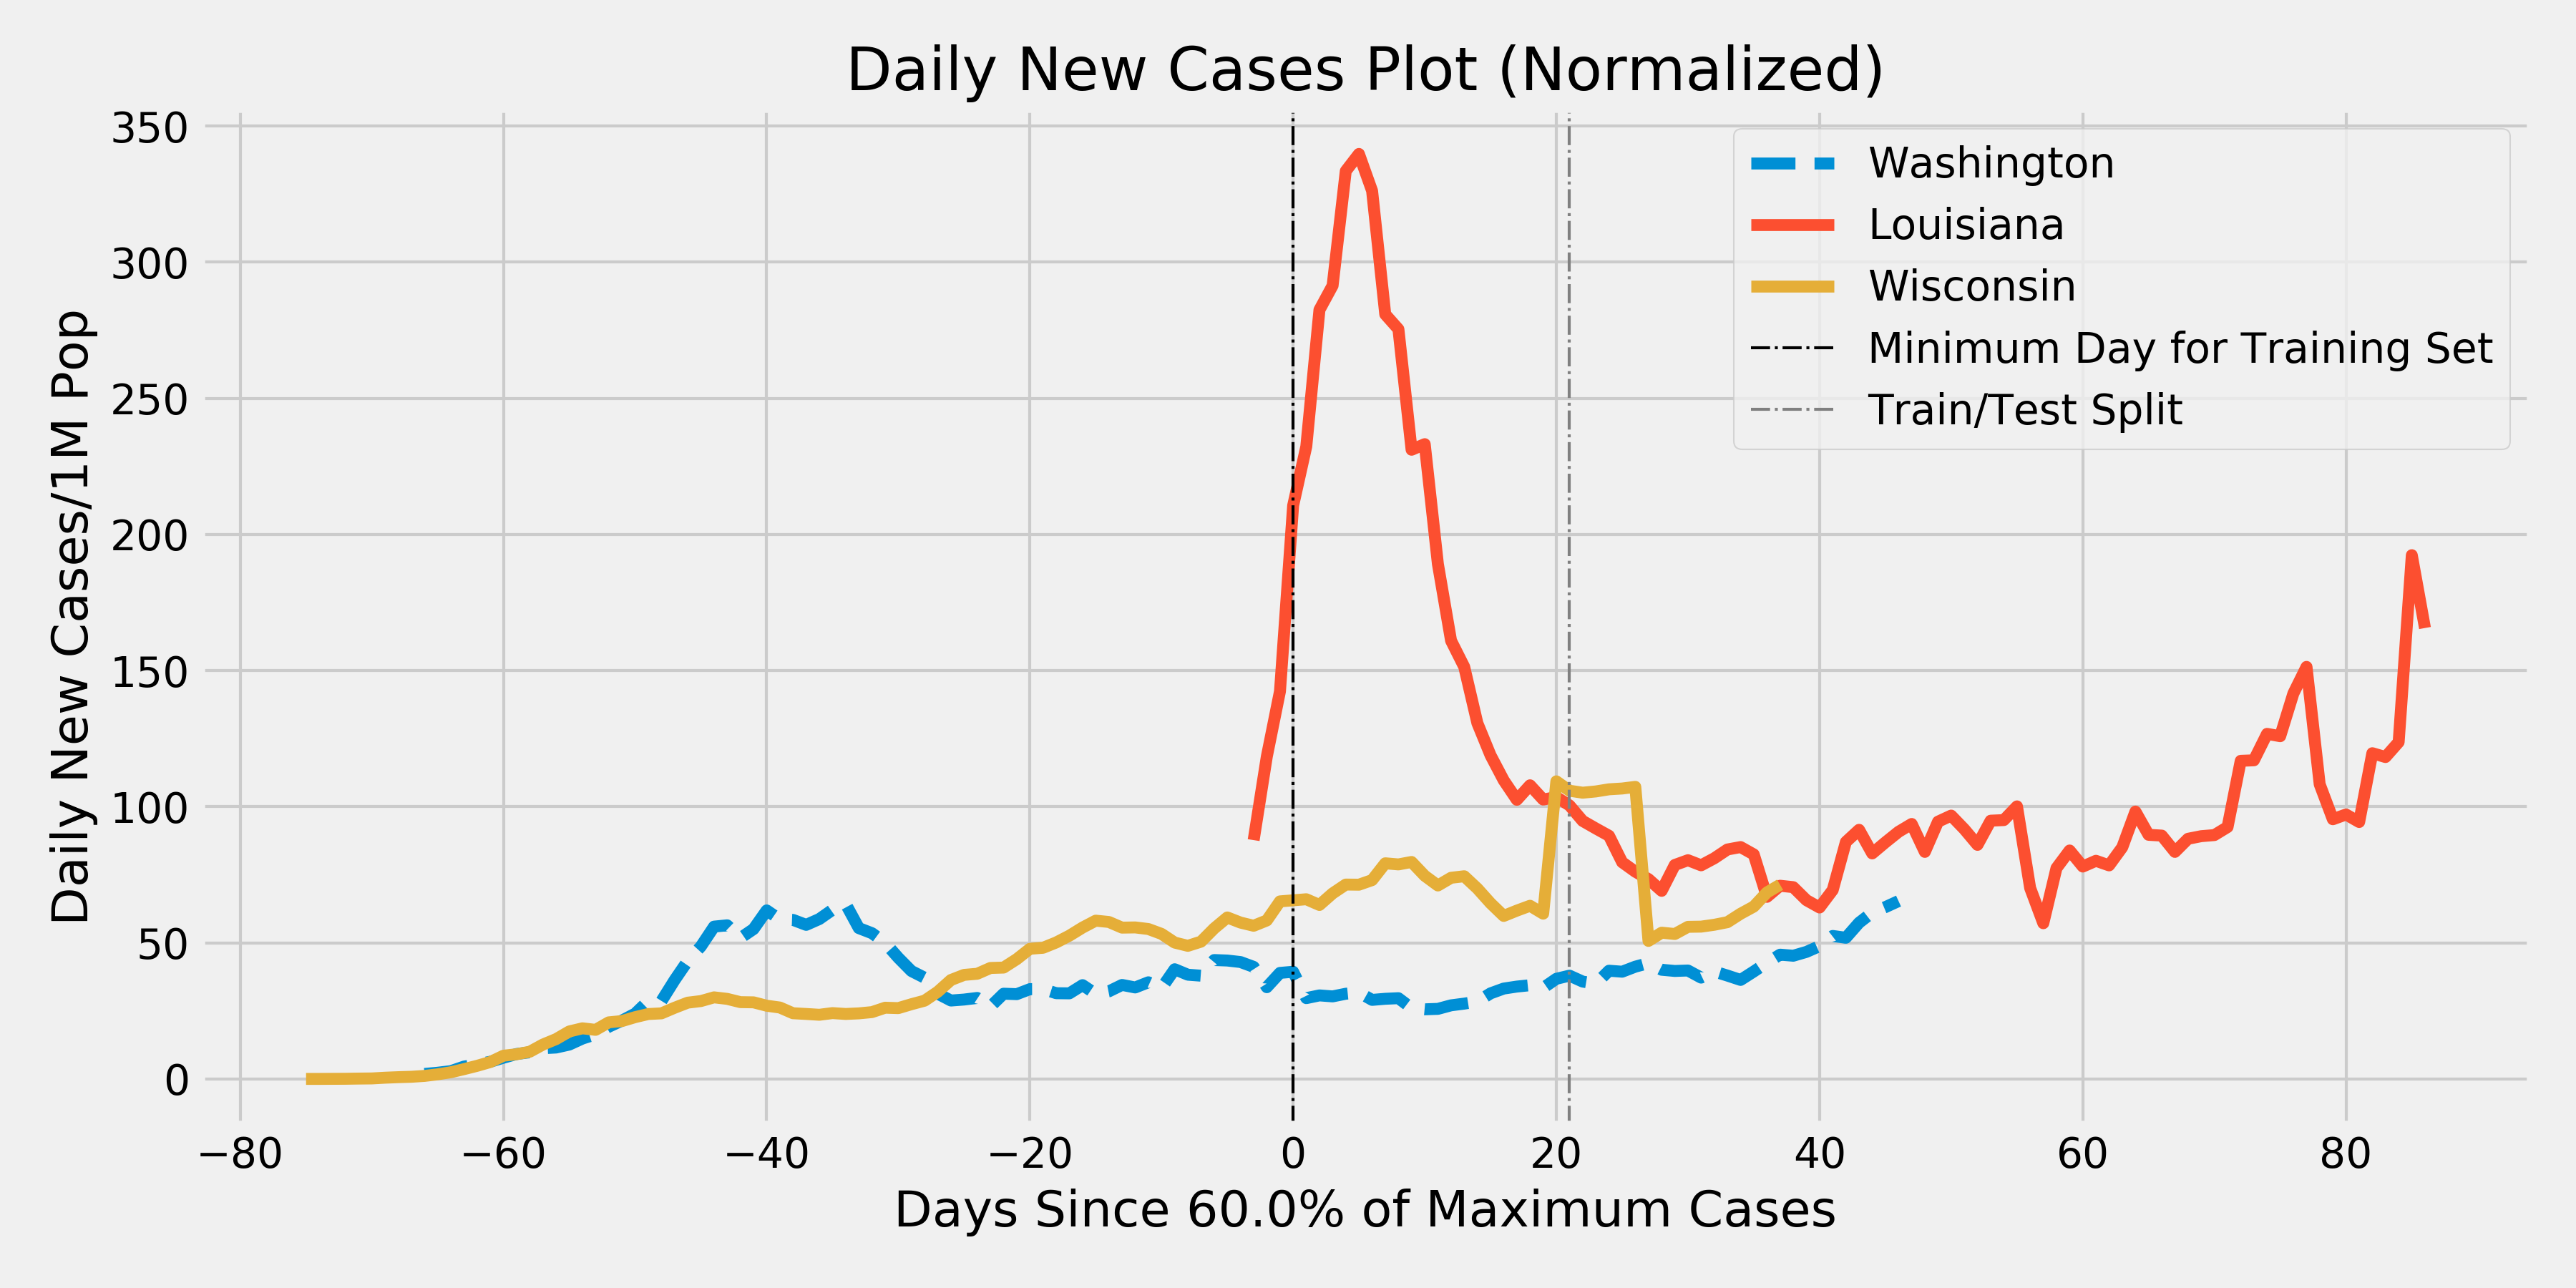 Daily New Cases Plot (Normalized)
Daily New Cases/1M Pop
350
300
250
200
150
100
50
0
Washington
Louisiana
Wisconsin
Minimum Day for Training Set
Train/Test Split
−80 −60 −40 −20 0 20 40 60 80
Days Since 60.0% of Maximum Cases